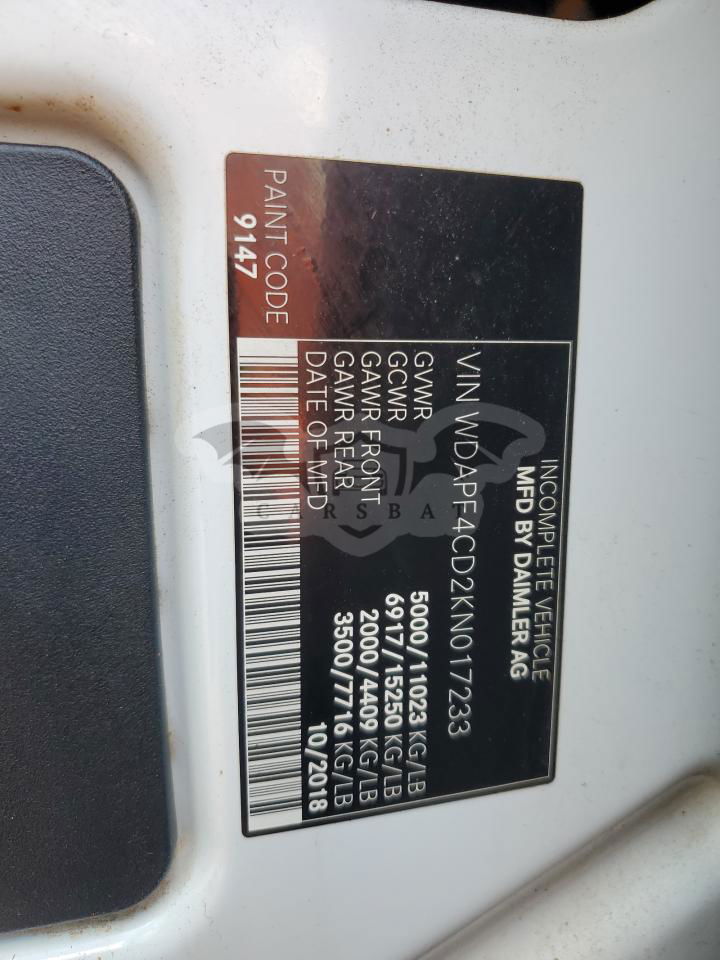 INCOMPLETE VEHICLE
MFD BY DAIMLER AG
VIN WDAPF4CD2KN017233
GVWR 5000/11023 KG/LB
GCWR 6917/15250 KG/LB
GAWR FRONT 2000/4409 KG/LB
GAWR REAR 3500/7716 KG/LB
DATE OF MFD 10/2018
PAINT CODE
9147
CARSBAT